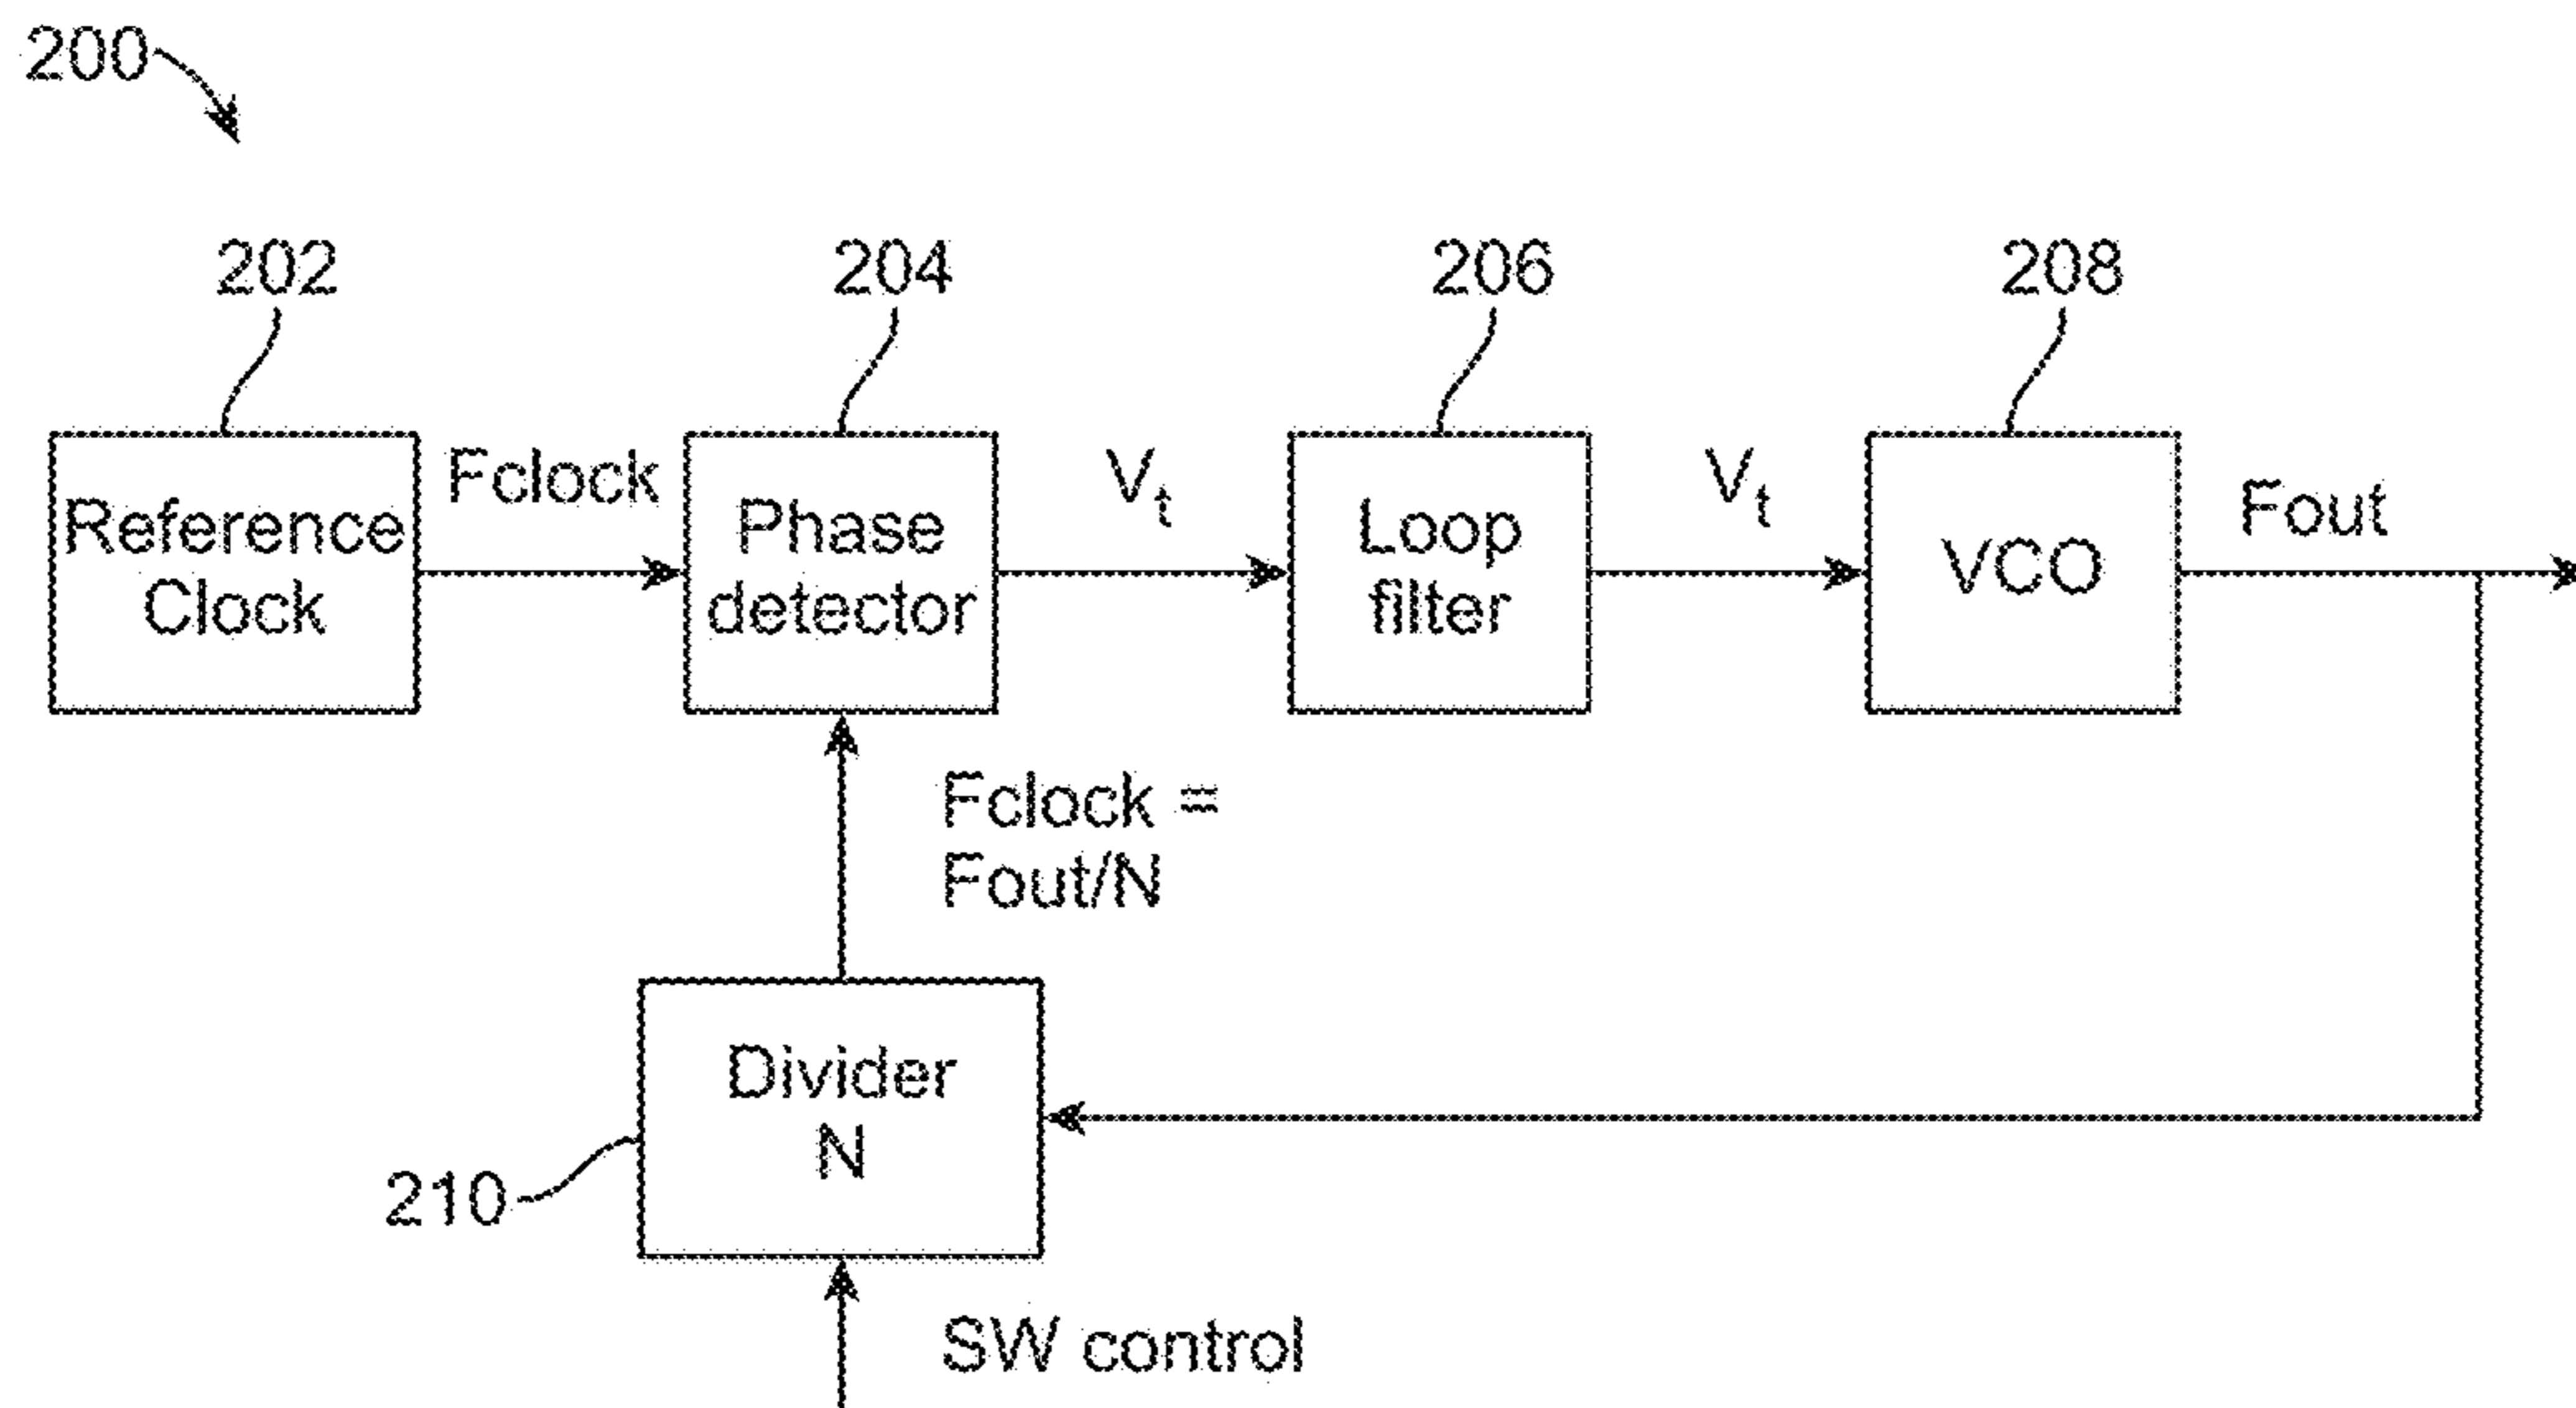 200
202
204
206
208
Reference
Clock
Fclock
Phase
detector
Vt
Loop
filter
Vt
VCO
Fout
Fclock =
Fout/N
Divider
N
210
SW control